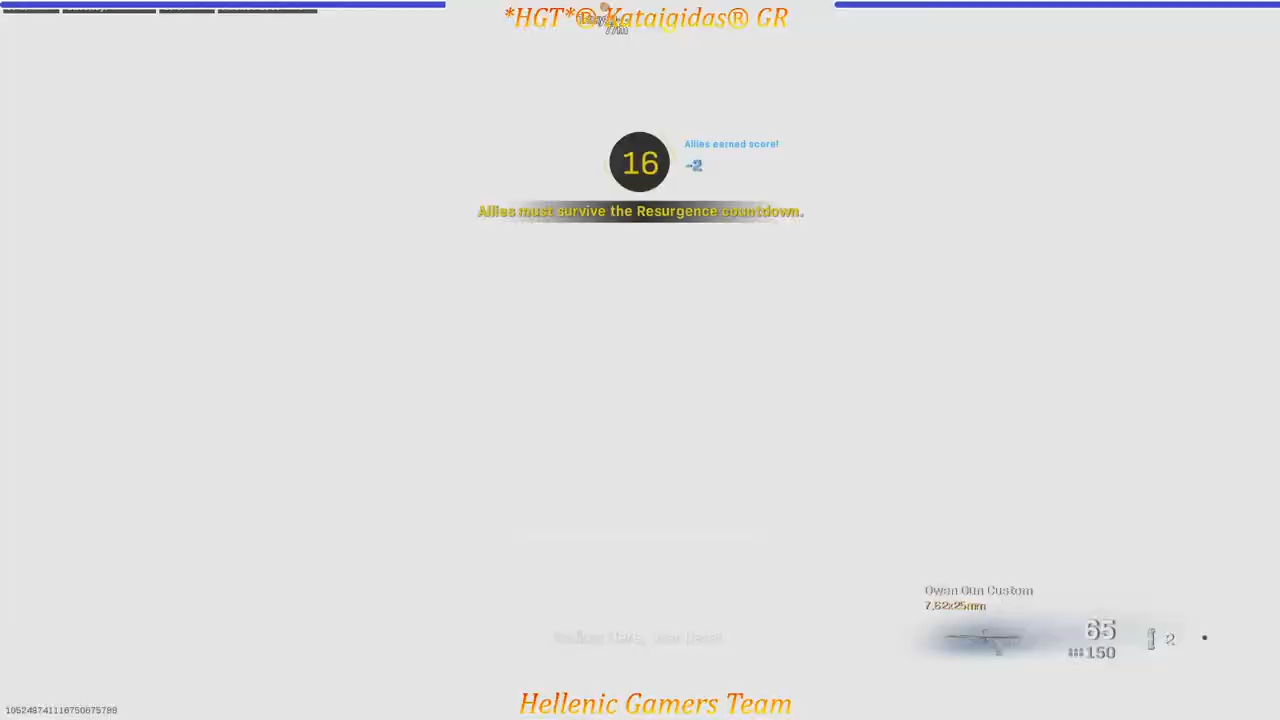 *HGT*® Kataigidas® GR
77m
16
Allies earned score!
-2
Allies must survive the Resurgence countdown.
Owen Gun Custom
7.62x25mm
65
150
2
Hellenic Gamers Team